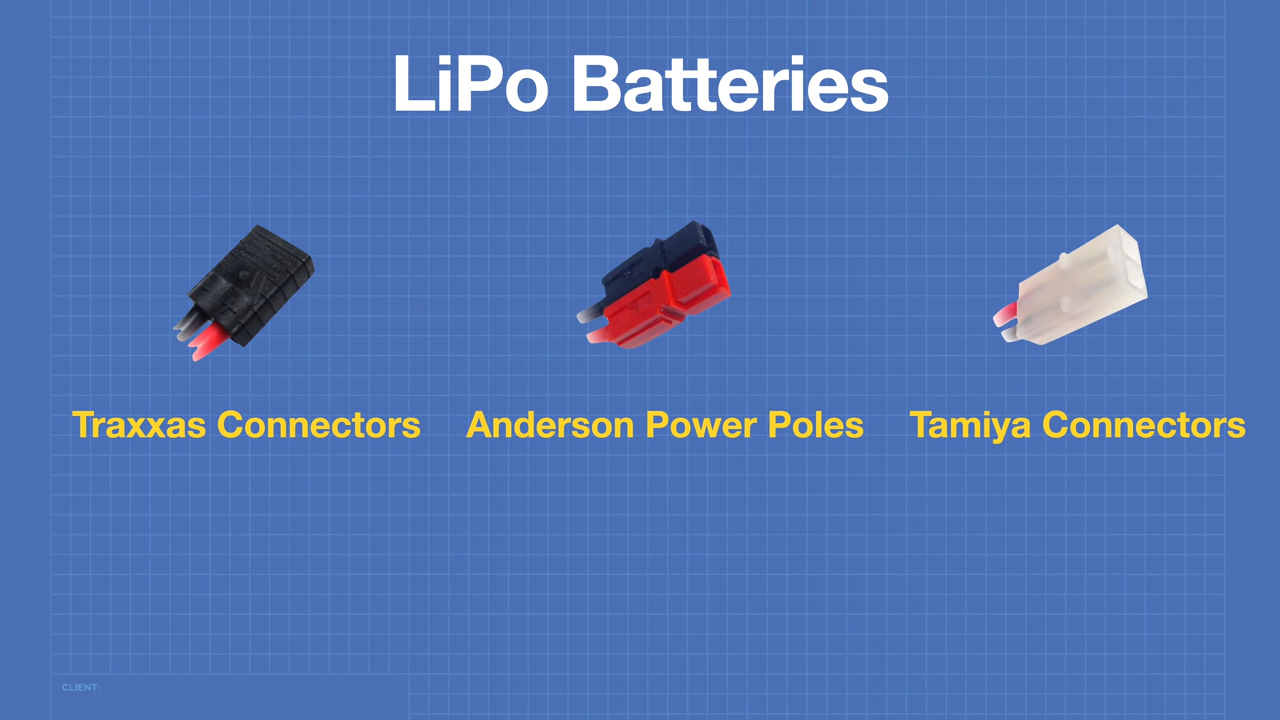 LiPo Batteries
Traxxas Connectors
Anderson Power Poles
Tamiya Connectors
CLIENT: